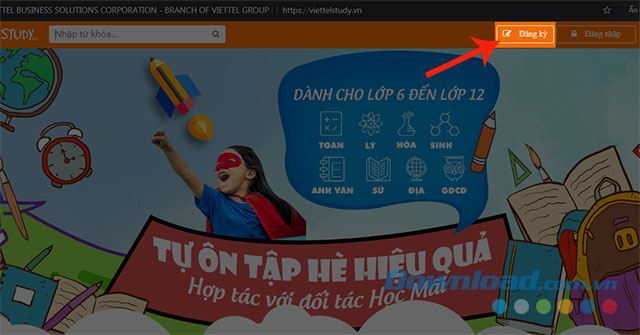 TEL BUSINESS SOLUTIONS CORPORATION - BRANCH OF VIETTEL GROUP
https://viettelstudy.vn
STUDY.vn
Nhập từ khóa...
Đăng ký
Đăng nhập
DÀNH CHO LỚP 6 ĐẾN LỚP 12
TOÁN LÝ HÓA SINH
ANH VĂN SỬ ĐỊA GDCD
TỰ ÔN TẬP HÈ HIỆU QUẢ
Hợp tác với đối tác Học Mãi
Download.com.vn